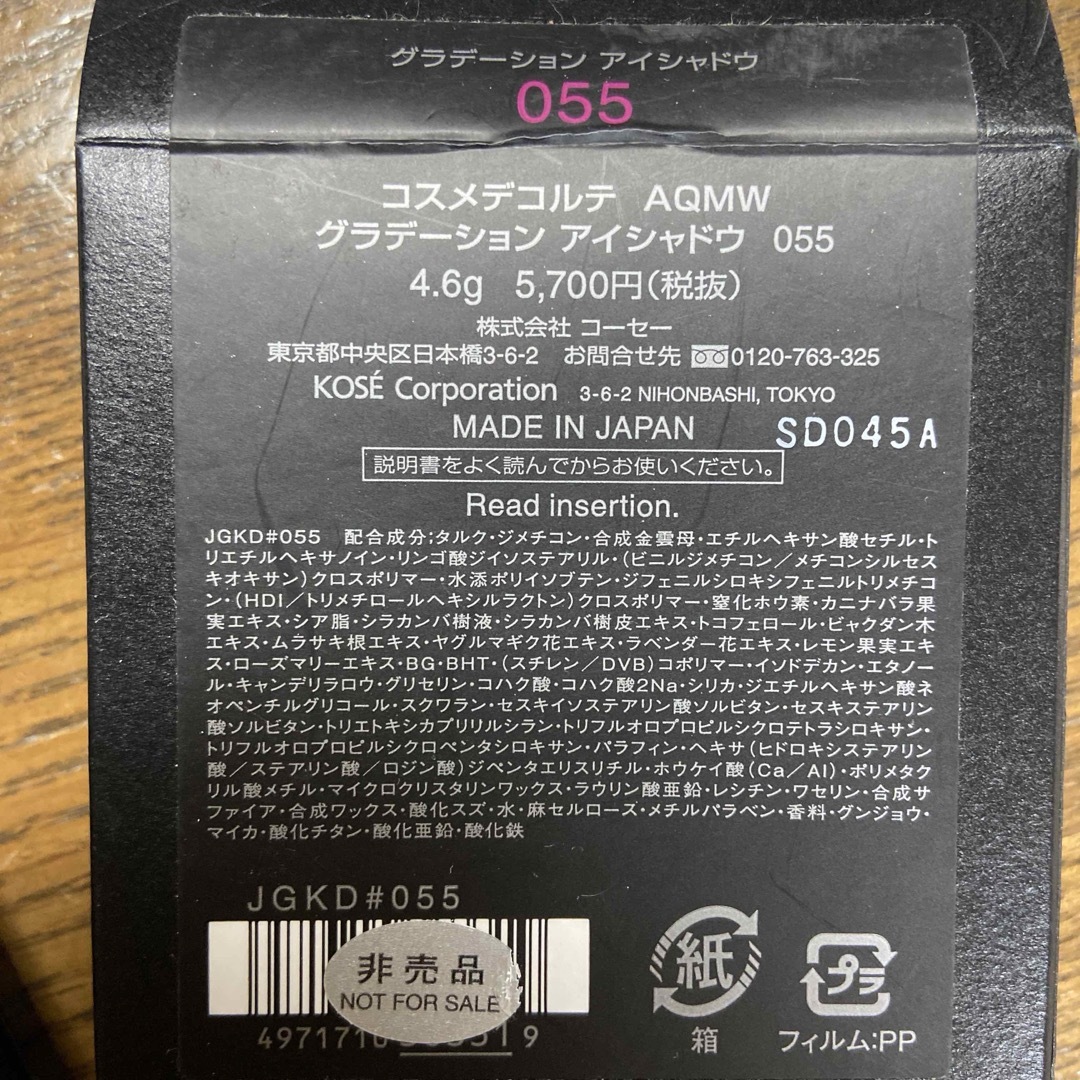 グラデーション アイシャドウ
055
コスメデコルテ AQMW
グラデーション アイシャドウ 055
4.6g 5,700円(税抜)
株式会社 コーセー
東京都中央区日本橋3-6-2 お問合せ先 0120-763-325
KOSÉ Corporation 3-6-2 NIHONBASHI, TOKYO
MADE IN JAPAN SD045A
説明書をよく読んでからお使いください。
Read insertion.
JGKD#055 配合成分:タルク・ジメチコン・合成金雲母・エチルヘキサン酸セチル・ト
リエチルヘキサノイン・リンゴ酸ジイソステアリル・(ビニルジメチコン/メチコンシルセス
キオキサン)クロスポリマー・水添ポリイソブテン・ジフェニルシロキシフェニルトリメチコ
ン・(HDI/トリメチロールヘキシルラクトン)クロスポリマー・窒化ホウ素・カニナバラ果
実エキス・シア脂・シラカンバ樹液・シラカンバ樹皮エキス・トコフェロール・ビャクダン木
エキス・ムラサキ根エキス・ヤグルマギク花エキス・ラベンダー花エキス・レモン果実エキ
ス・ローズマリーエキス・BG・BHT・(スチレン/DVB)コポリマー・イソドデカン・エタノー
ル・キャンデリラロウ・グリセリン・コハク酸・コハク酸2Na・シリカ・ジエチルヘキサン酸ネ
オペンチルグリコール・スクワラン・セスキイソステアリン酸ソルビタン・セスキステアリン
酸ソルビタン・トリエトキシカプリリルシラン・トリフルオロプロピルシクロテトラシロキサン・
トリフルオロプロピルシクロペンタシロキサン・パラフィン・ヘキサ(ヒドロキシステアリン
酸/ステアリン酸/ロジン酸)ジペンタエリスリチル・ホウケイ酸(Ca/Al)・ポリメタク
リル酸メチル・マイクロクリスタリンワックス・ラウリン酸亜鉛・レシチン・ワセリン・合成サ
ファイア・合成ワックス・酸化スズ・水・麻セルロース・メチルパラベン・香料・グンジョウ・
マイカ・酸化チタン・酸化亜鉛・酸化鉄
JGKD#055
非売品
NOT FOR SALE
紙
プラ
箱
フィルム:PP